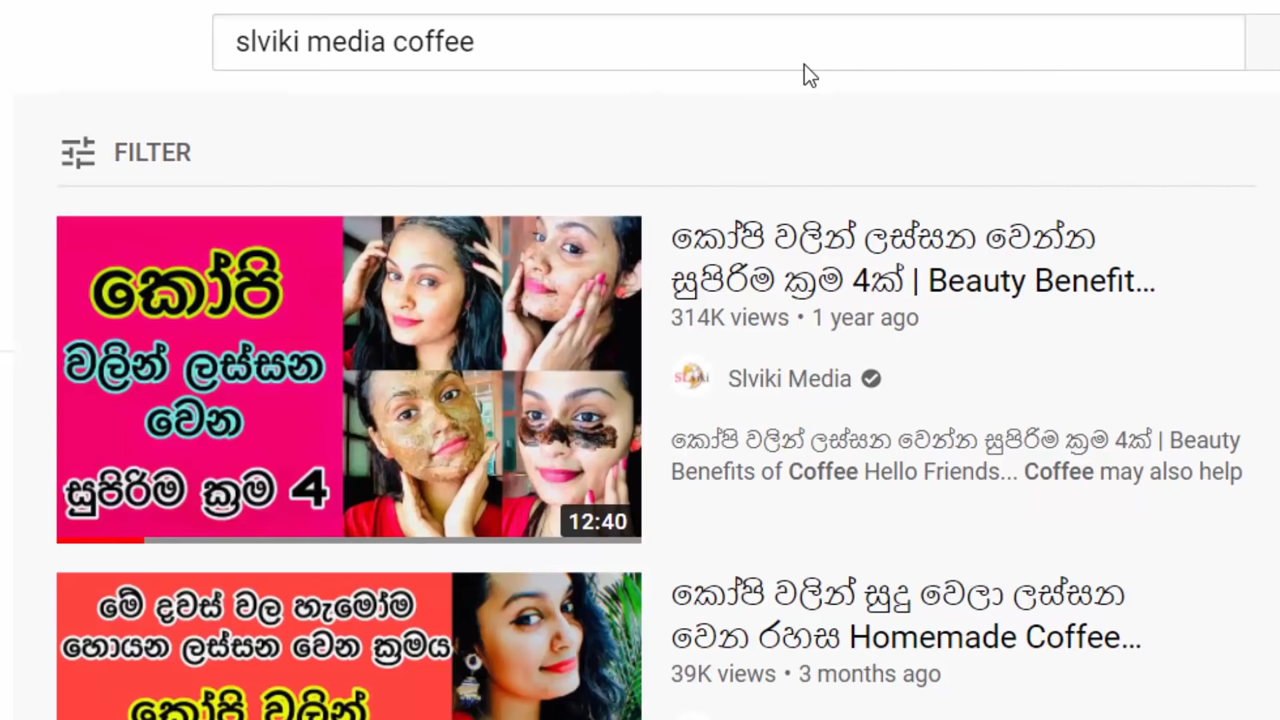 slviki media coffee
FILTER
කෝපි
වලින් ලස්සන
වෙන
සුපිරිම ක්‍රම 4
12:40
කෝපි වලින් ලස්සන වෙන්න
සුපිරිම ක්‍රම 4ක් | Beauty Benefit...
314K views • 1 year ago
Slviki Media
කෝපි වලින් ලස්සන වෙන්න සුපිරිම ක්‍රම 4ක් | Beauty
Benefits of Coffee Hello Friends... Coffee may also help
මේ දවස් වල හැමෝම
හොයන ලස්සන වෙන ක්‍රමය
කෝපි වලින්
කෝපි වලින් සුදු වෙලා ලස්සන
වෙන රහස Homemade Coffee...
39K views • 3 months ago